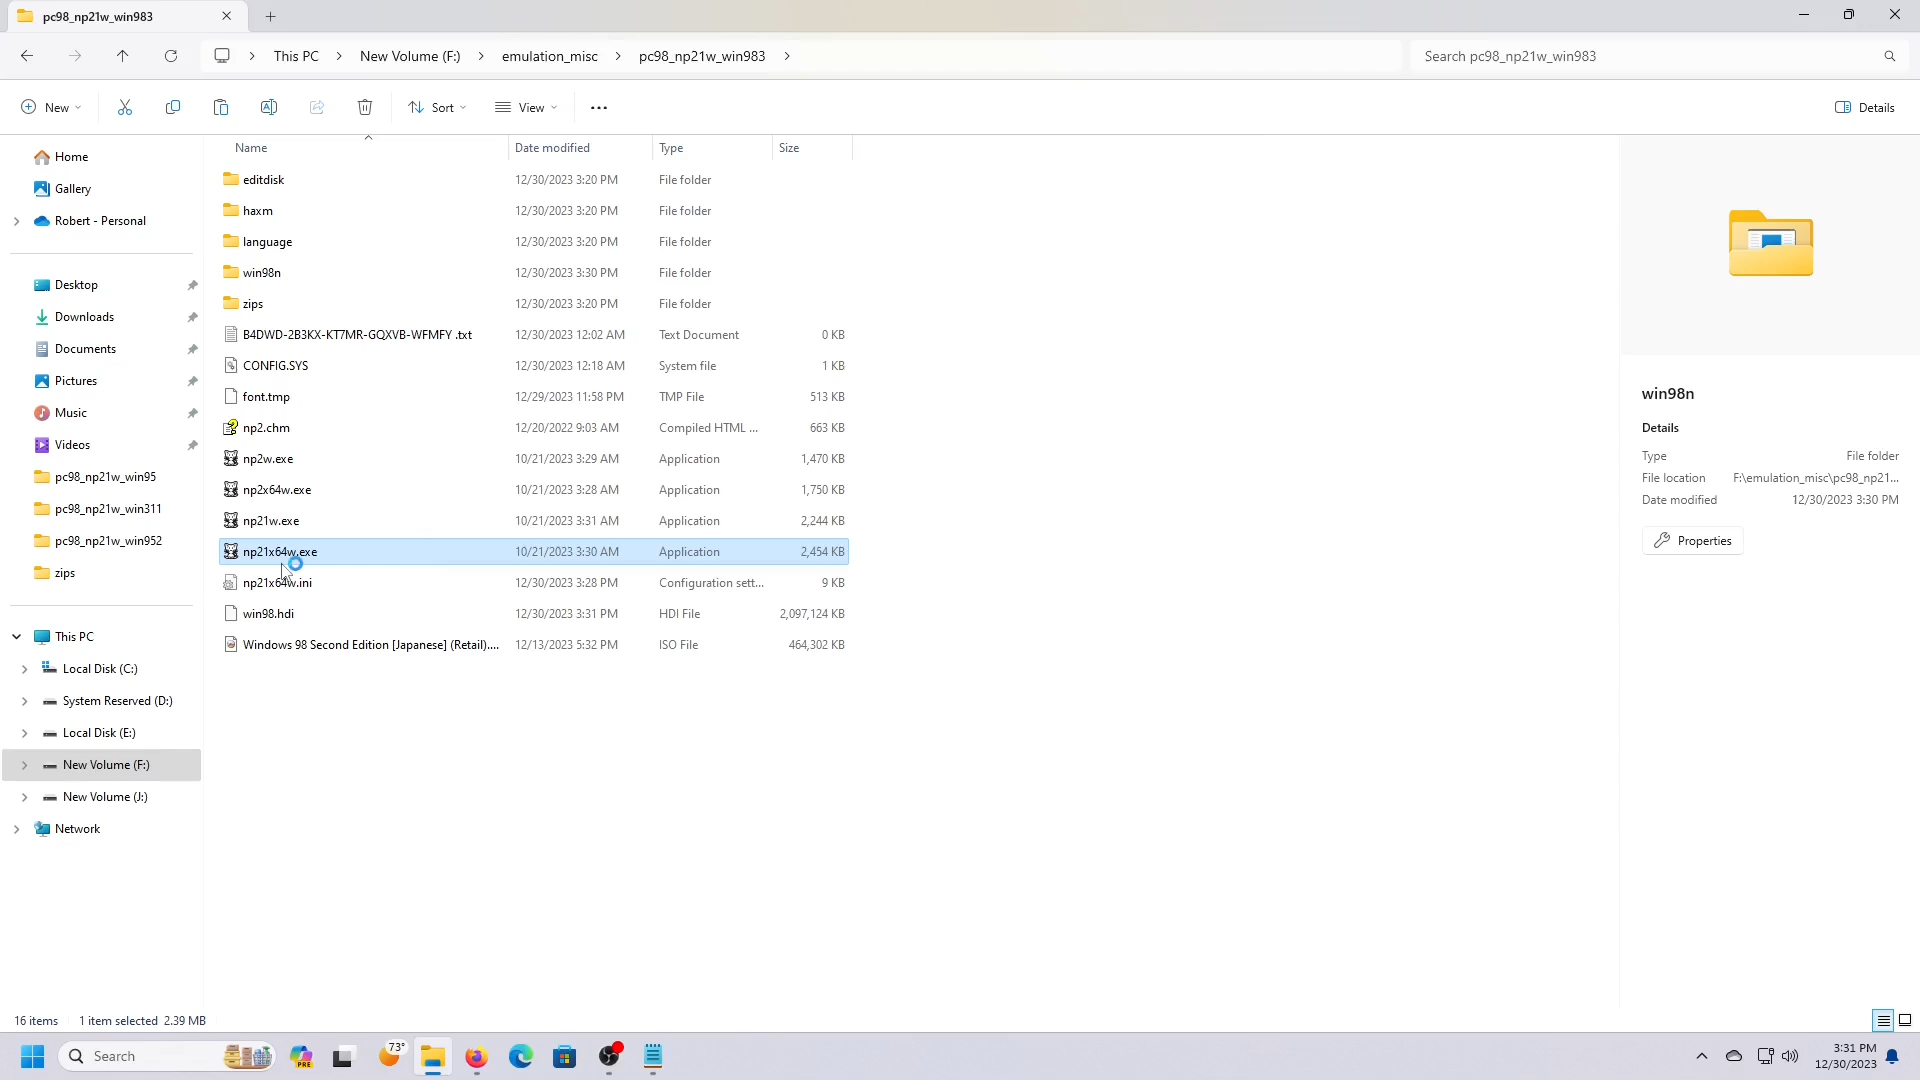 pc98_np21w_win983
This PC > New Volume (F:) > emulation_misc > pc98_np21w_win983 >
Search pc98_np21w_win983
New
Sort
View
Details
Home
Gallery
Robert - Personal
Desktop
Downloads
Documents
Pictures
Music
Videos
pc98_np21w_win95
pc98_np21w_win311
pc98_np21w_win952
zips
This PC
Local Disk (C:)
System Reserved (D:)
Local Disk (E:)
New Volume (F:)
New Volume (J:)
Network
Name Date modified Type Size
editdisk 12/30/2023 3:20 PM File folder
haxm 12/30/2023 3:20 PM File folder
language 12/30/2023 3:20 PM File folder
win98n 12/30/2023 3:30 PM File folder
zips 12/30/2023 3:20 PM File folder
B4DWD-2B3KX-KT7MR-GQXVB-WFMFY .txt 12/30/2023 12:02 AM Text Document 0 KB
CONFIG.SYS 12/30/2023 12:18 AM System file 1 KB
font.tmp 12/29/2023 11:58 PM TMP File 513 KB
np2.chm 12/20/2022 9:03 AM Compiled HTML ... 663 KB
np2w.exe 10/21/2023 3:29 AM Application 1,470 KB
np2x64w.exe 10/21/2023 3:28 AM Application 1,750 KB
np21w.exe 10/21/2023 3:31 AM Application 2,244 KB
np21x64w.exe 10/21/2023 3:30 AM Application 2,454 KB
np21x64w.ini 12/30/2023 3:28 PM Configuration sett... 9 KB
win98.hdi 12/30/2023 3:31 PM HDI File 2,097,124 KB
Windows 98 Second Edition [Japanese] (Retail).... 12/13/2023 5:32 PM ISO File 464,302 KB
win98n
Details
Type File folder
File location F:\emulation_misc\pc98_np21...
Date modified 12/30/2023 3:30 PM
Properties
16 items 1 item selected 2.39 MB
Search
PRE
73°
3:31 PM
12/30/2023